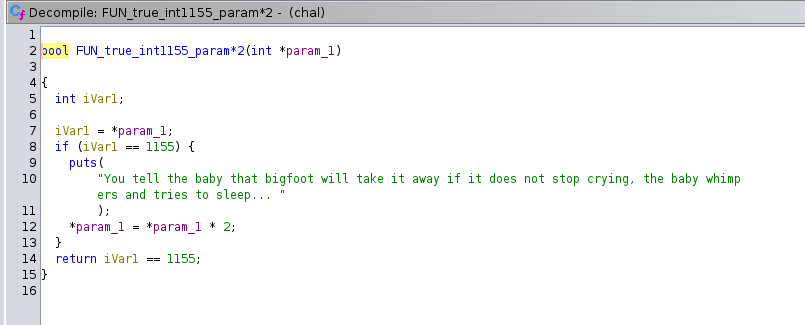 Decompile: FUN_true_int1155_param*2 - (chal)
1
2 bool FUN_true_int1155_param*2(int *param_1)
3
4 {
5 int iVar1;
6
7 iVar1 = *param_1;
8 if (iVar1 == 1155) {
9 puts(
10 "You tell the baby that bigfoot will take it away if it does not stop crying, the baby whimp
ers and tries to sleep... "
11 );
12 *param_1 = *param_1 * 2;
13 }
14 return iVar1 == 1155;
15 }
16